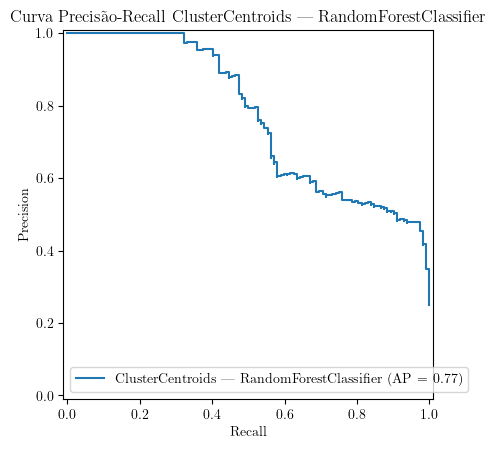 Curva Precisão-Recall ClusterCentroids — RandomForestClassifier
1.0
0.8
0.6
0.4
0.2
0.0
Precision
ClusterCentroids — RandomForestClassifier (AP = 0.77)
0.0 0.2 0.4 0.6 0.8 1.0
Recall